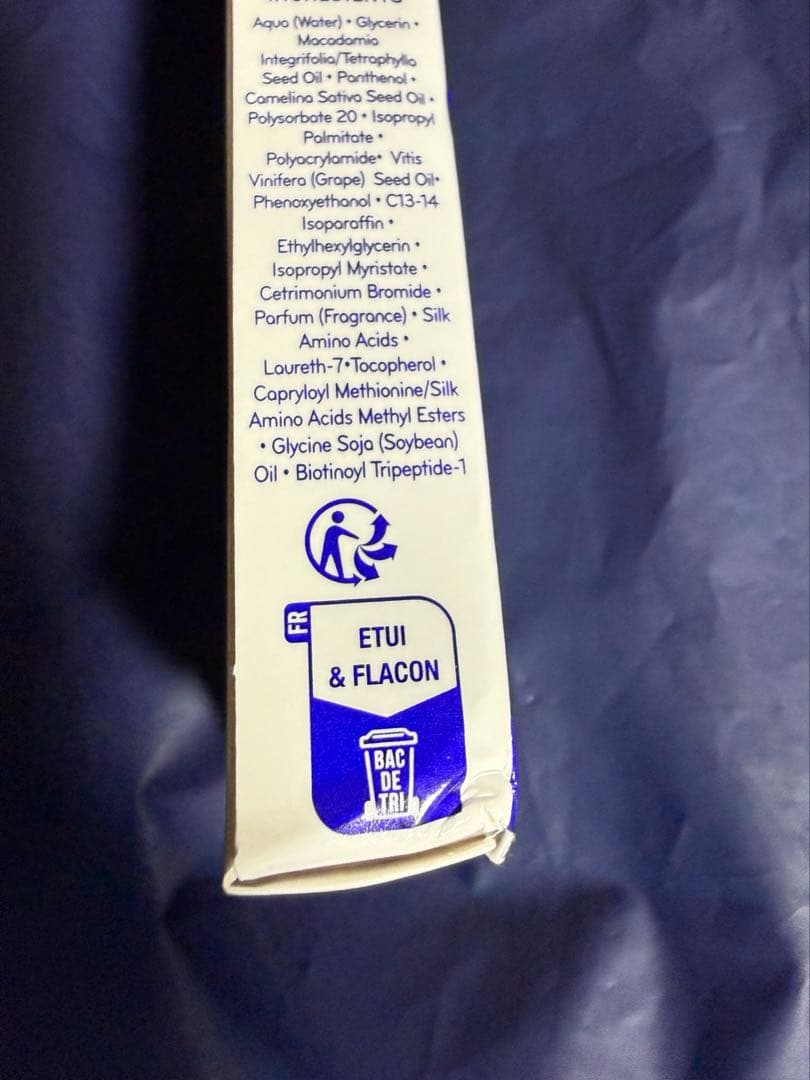 INGREDIENTS
Aqua (Water) • Glycerin •
Macadamia
Integrifolia/Tetraphylla
Seed Oil • Panthenol •
Camelina Sativa Seed Oil •
Polysorbate 20 • Isopropyl
Palmitate •
Polyacrylamide• Vitis
Vinifera (Grape) Seed Oil•
Phenoxyethanol • C13-14
Isoparaffin •
Ethylhexylglycerin •
Isopropyl Myristate •
Cetrimonium Bromide •
Parfum (Fragrance) • Silk
Amino Acids •
Laureth-7•Tocopherol •
Capryloyl Methionine/Silk
Amino Acids Methyl Esters
• Glycine Soja (Soybean)
Oil • Biotinoyl Tripeptide-1
FR
ETUI
& FLACON
BAC
DE
TRI